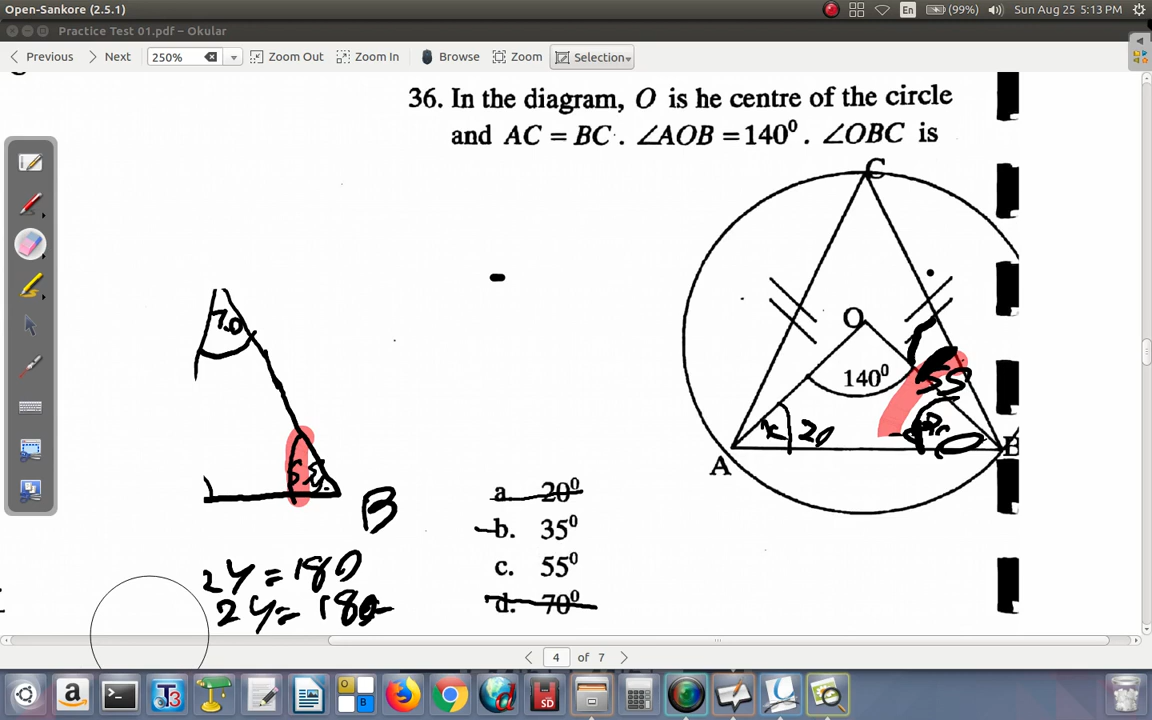 Open-Sankore (2.5.1)
En
(99%)
Sun Aug 25 5:13 PM
Practice Test 01.pdf – Okular
Previous
Next
250%
Zoom Out
Zoom In
Browse
Zoom
Selection
36. In the diagram, O is he centre of the circle
and AC = BC. ∠AOB = 140⁰. ∠OBC is
C
O
140⁰
55
x
20
A
B
70
55
B
2y = 180
2y = 180
a. 20⁰
b. 35⁰
c. 55⁰
d. 70⁰
4 of 7
SD